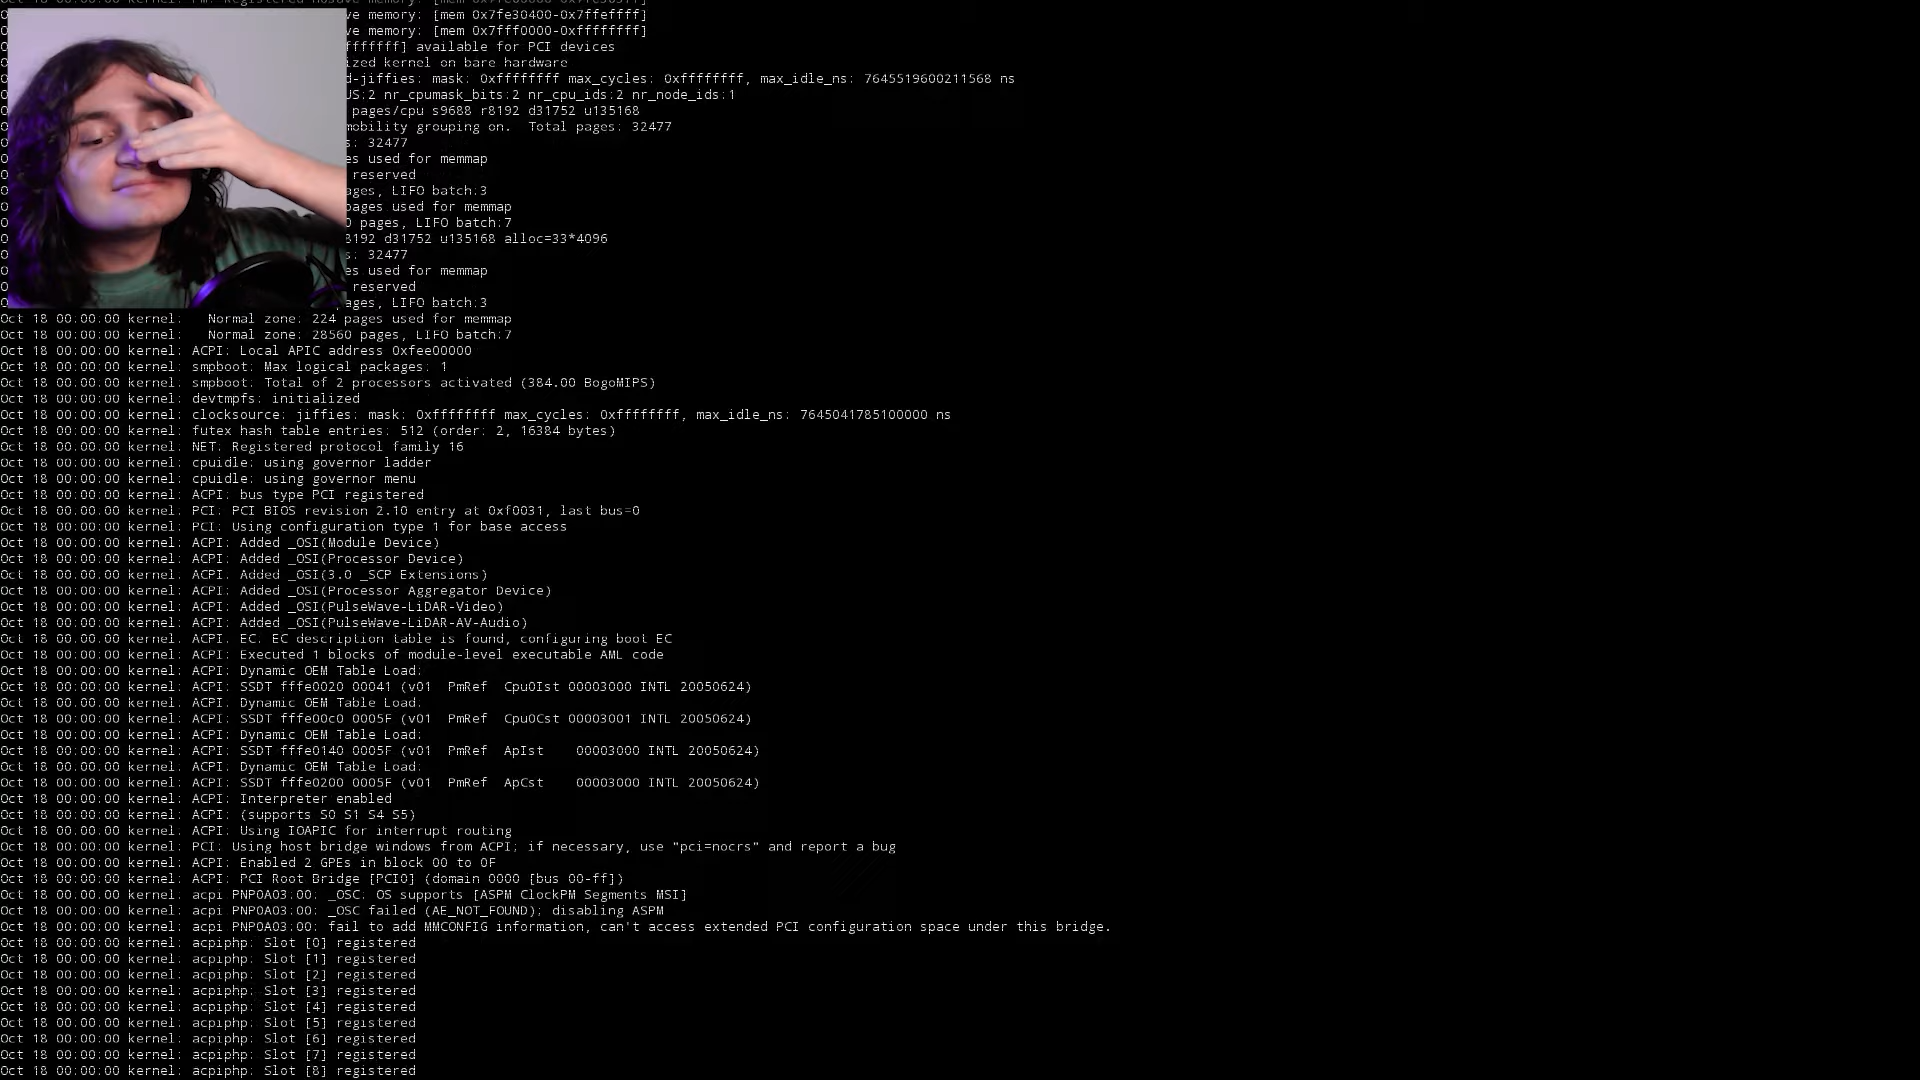 ve memory: [mem 0x7fe30400-0x7ffeffff]
ve memory: [mem 0x7fff0000-0xffffffff]
ffffff] available for PCI devices
ized kernel on bare hardware
d-jiffies: mask: 0xffffffff max_cycles: 0xffffffff, max_idle_ns: 7645519600211568 ns
US:2 nr_cpumask_bits:2 nr_cpu_ids:2 nr_node_ids:1
pages/cpu s9688 r8192 d31752 u135168
mobility grouping on.  Total pages: 32477
s: 32477
es used for memmap
reserved
ages, LIFO batch:3
pages used for memmap
0 pages, LIFO batch:7
8192 d31752 u135168 alloc=33*4096
s: 32477
es used for memmap
reserved
ages, LIFO batch:3
Oct 18 00:00:00 kernel:   Normal zone: 224 pages used for memmap
Oct 18 00:00:00 kernel:   Normal zone: 28560 pages, LIFO batch:7
Oct 18 00:00:00 kernel: ACPI: Local APIC address 0xfee00000
Oct 18 00:00:00 kernel: smpboot: Max logical packages: 1
Oct 18 00:00:00 kernel: smpboot: Total of 2 processors activated (384.00 BogoMIPS)
Oct 18 00:00:00 kernel: devtmpfs: initialized
Oct 18 00:00:00 kernel: clocksource: jiffies: mask: 0xffffffff max_cycles: 0xffffffff, max_idle_ns: 7645041785100000 ns
Oct 18 00:00:00 kernel: futex hash table entries: 512 (order: 2, 16384 bytes)
Oct 18 00:00:00 kernel: NET: Registered protocol family 16
Oct 18 00:00:00 kernel: cpuidle: using governor ladder
Oct 18 00:00:00 kernel: cpuidle: using governor menu
Oct 18 00:00:00 kernel: ACPI: bus type PCI registered
Oct 18 00:00:00 kernel: PCI: PCI BIOS revision 2.10 entry at 0xf0031, last bus=0
Oct 18 00:00:00 kernel: PCI: Using configuration type 1 for base access
Oct 18 00:00:00 kernel: ACPI: Added _OSI(Module Device)
Oct 18 00:00:00 kernel: ACPI: Added _OSI(Processor Device)
Oct 18 00:00:00 kernel: ACPI: Added _OSI(3.0 _SCP Extensions)
Oct 18 00:00:00 kernel: ACPI: Added _OSI(Processor Aggregator Device)
Oct 18 00:00:00 kernel: ACPI: Added _OSI(PulseWave-LiDAR-Video)
Oct 18 00:00:00 kernel: ACPI: Added _OSI(PulseWave-LiDAR-AV-Audio)
Oct 18 00:00:00 kernel: ACPI: EC: EC description table is found, configuring boot EC
Oct 18 00:00:00 kernel: ACPI: Executed 1 blocks of module-level executable AML code
Oct 18 00:00:00 kernel: ACPI: Dynamic OEM Table Load:
Oct 18 00:00:00 kernel: ACPI: SSDT fffe0020 00041 (v01  PmRef  Cpu0Ist 00003000 INTL 20050624)
Oct 18 00:00:00 kernel: ACPI: Dynamic OEM Table Load:
Oct 18 00:00:00 kernel: ACPI: SSDT fffe00c0 0005F (v01  PmRef  Cpu0Cst 00003001 INTL 20050624)
Oct 18 00:00:00 kernel: ACPI: Dynamic OEM Table Load:
Oct 18 00:00:00 kernel: ACPI: SSDT fffe0140 0005F (v01  PmRef  ApIst    00003000 INTL 20050624)
Oct 18 00:00:00 kernel: ACPI: Dynamic OEM Table Load:
Oct 18 00:00:00 kernel: ACPI: SSDT fffe0200 0005F (v01  PmRef  ApCst    00003000 INTL 20050624)
Oct 18 00:00:00 kernel: ACPI: Interpreter enabled
Oct 18 00:00:00 kernel: ACPI: (supports S0 S1 S4 S5)
Oct 18 00:00:00 kernel: ACPI: Using IOAPIC for interrupt routing
Oct 18 00:00:00 kernel: PCI: Using host bridge windows from ACPI; if necessary, use "pci=nocrs" and report a bug
Oct 18 00:00:00 kernel: ACPI: Enabled 2 GPEs in block 00 to 0F
Oct 18 00:00:00 kernel: ACPI: PCI Root Bridge [PCI0] (domain 0000 [bus 00-ff])
Oct 18 00:00:00 kernel: acpi PNP0A03:00: _OSC: OS supports [ASPM ClockPM Segments MSI]
Oct 18 00:00:00 kernel: acpi PNP0A03:00: _OSC failed (AE_NOT_FOUND); disabling ASPM
Oct 18 00:00:00 kernel: acpi PNP0A03:00: fail to add MMCONFIG information, can't access extended PCI configuration space under this bridge.
Oct 18 00:00:00 kernel: acpiphp: Slot [0] registered
Oct 18 00:00:00 kernel: acpiphp: Slot [1] registered
Oct 18 00:00:00 kernel: acpiphp: Slot [2] registered
Oct 18 00:00:00 kernel: acpiphp: Slot [3] registered
Oct 18 00:00:00 kernel: acpiphp: Slot [4] registered
Oct 18 00:00:00 kernel: acpiphp: Slot [5] registered
Oct 18 00:00:00 kernel: acpiphp: Slot [6] registered
Oct 18 00:00:00 kernel: acpiphp: Slot [7] registered
Oct 18 00:00:00 kernel: acpiphp: Slot [8] registered